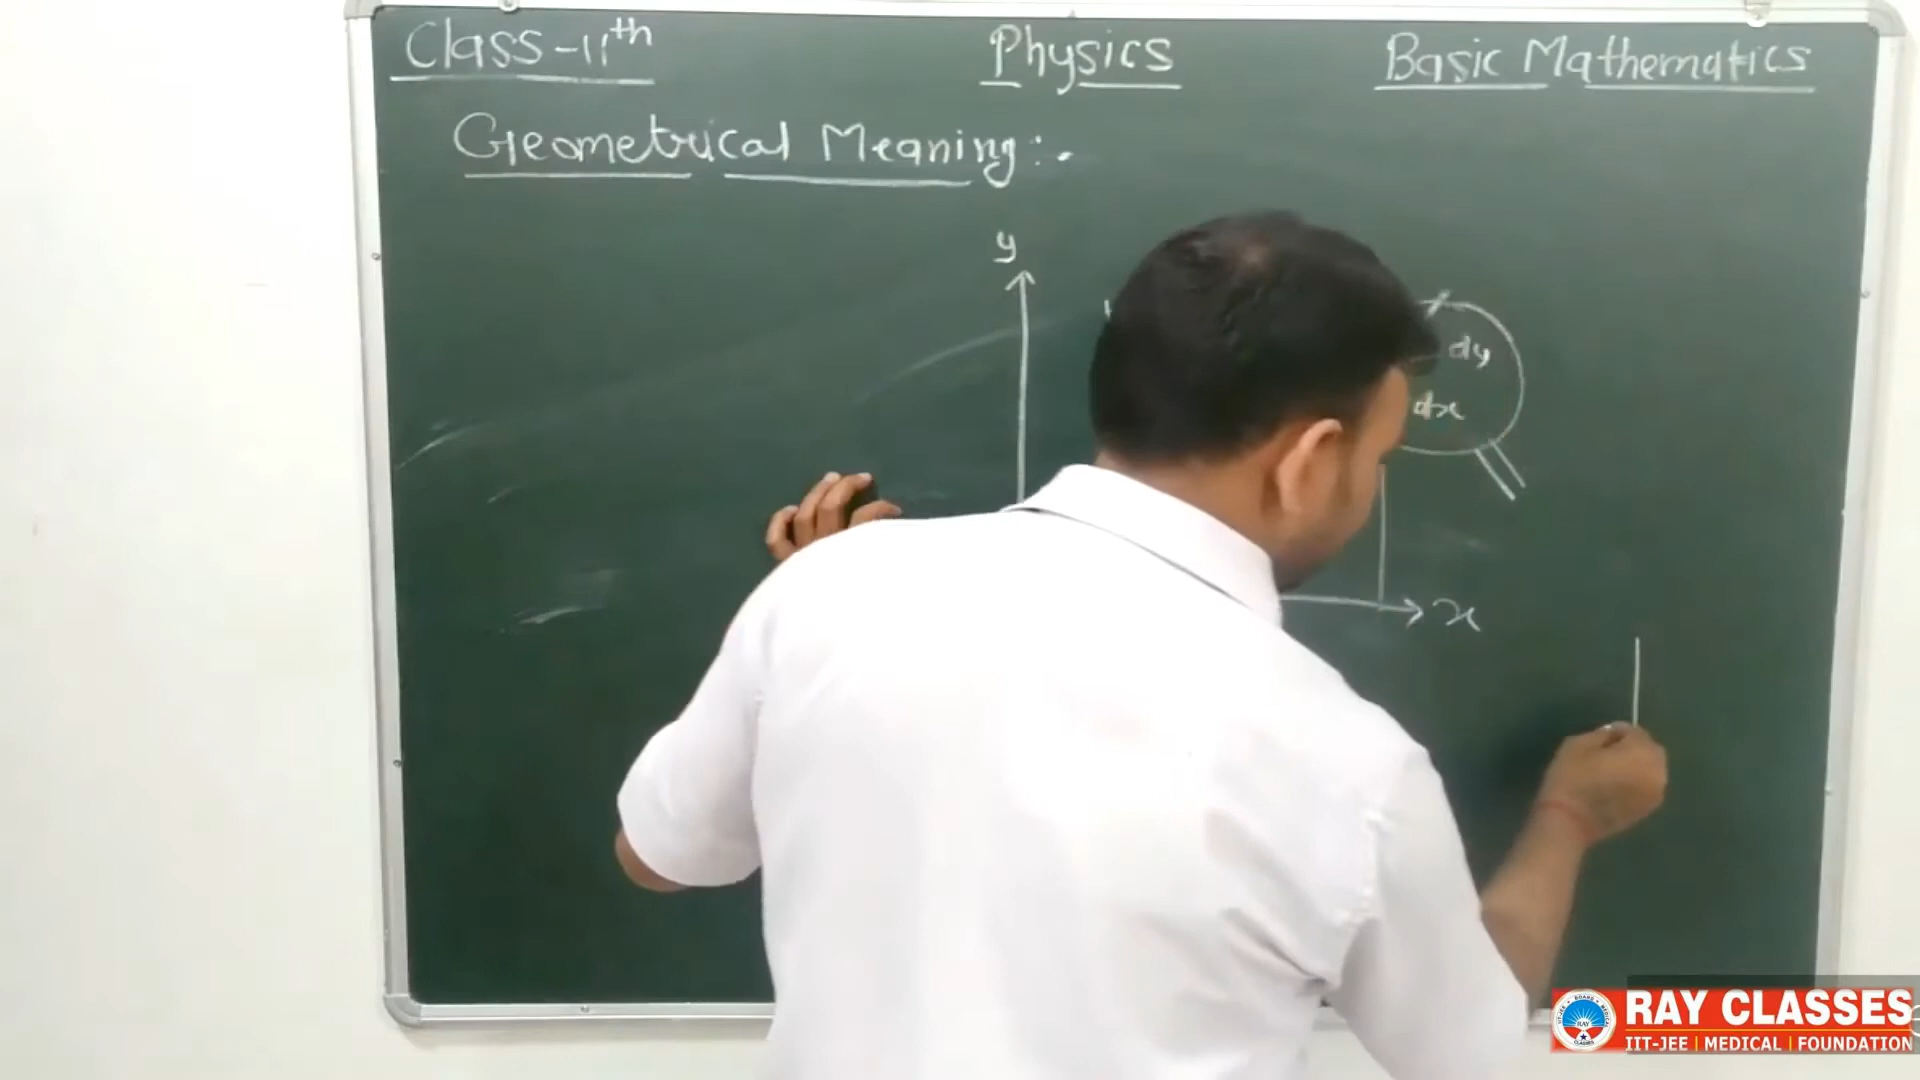 Class-11th Physics Basic Mathematics
Geometrical Meaning :-
y
dy
dx
x
RAY CLASSES
IIT-JEE | MEDICAL | FOUNDATION